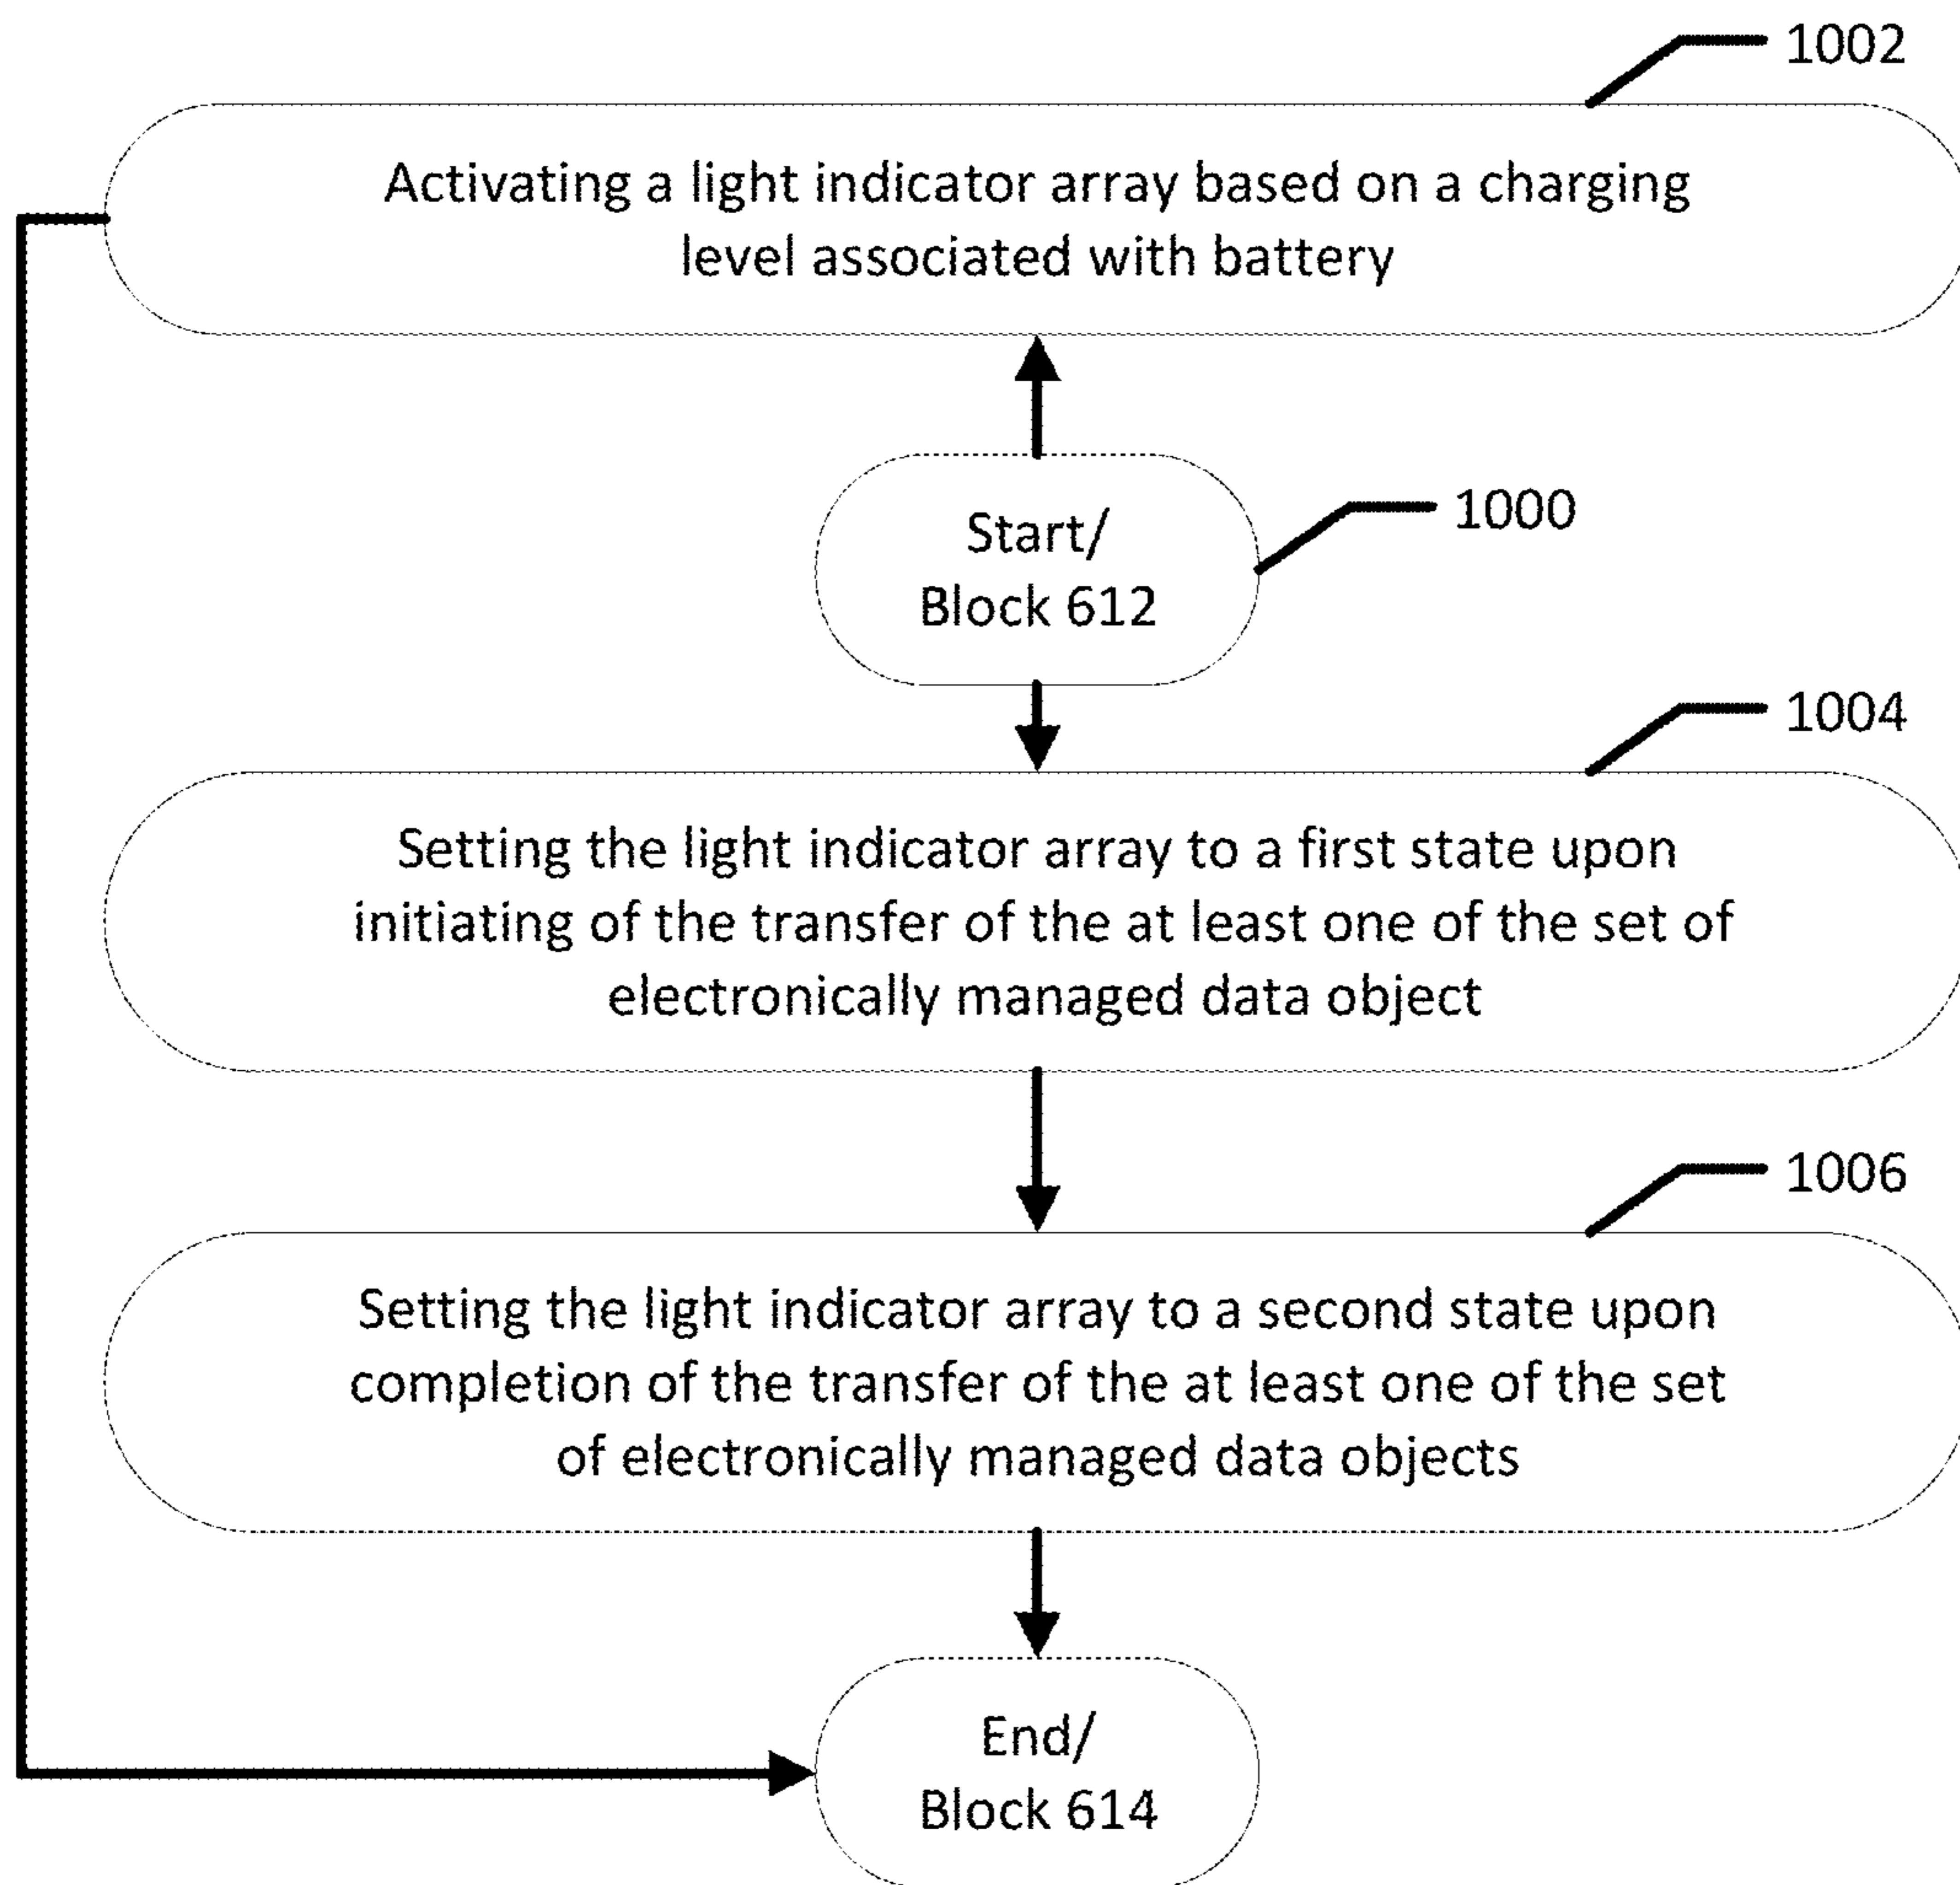 1002
Activating a light indicator array based on a charging
level associated with battery
Start/
Block 612
1000
1004
Setting the light indicator array to a first state upon
initiating of the transfer of the at least one of the set of
electronically managed data object
1006
Setting the light indicator array to a second state upon
completion of the transfer of the at least one of the set
of electronically managed data objects
End/
Block 614